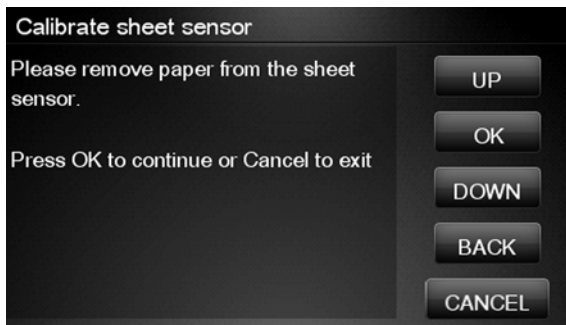 Calibrate sheet sensor
Please remove paper from the sheet
sensor.
Press OK to continue or Cancel to exit
UP
OK
DOWN
BACK
CANCEL